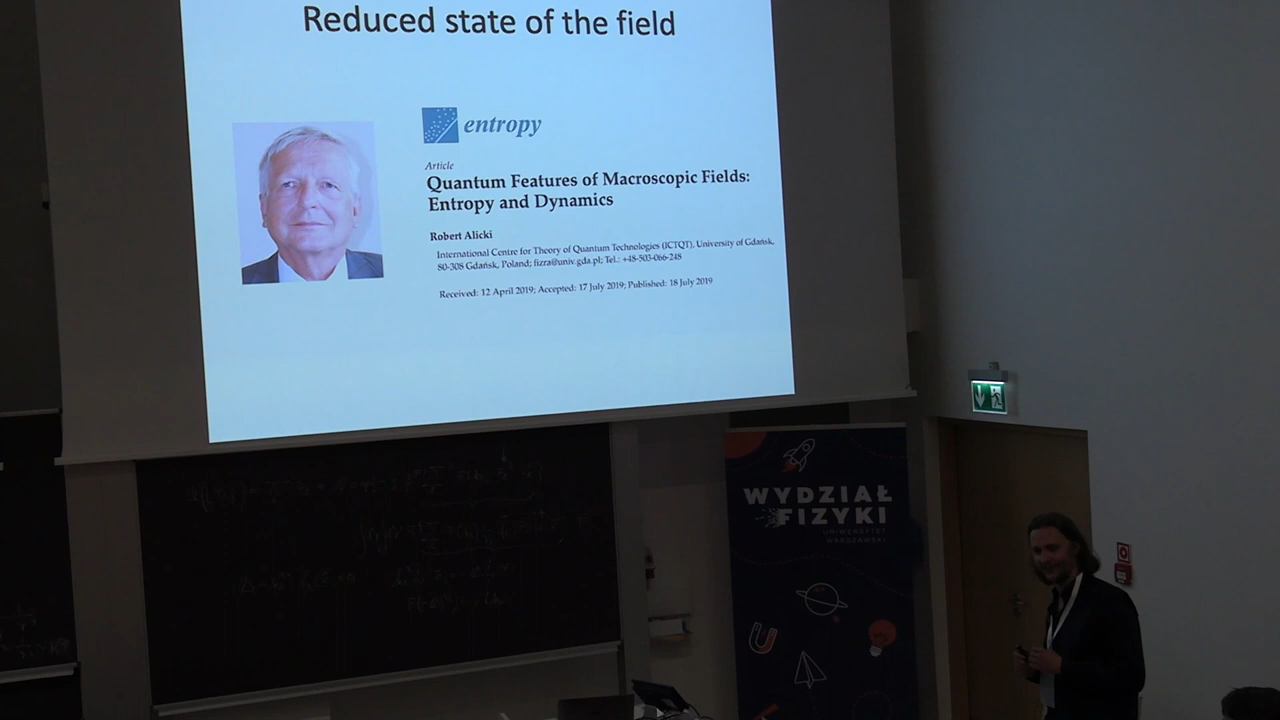 Reduced state of the field
entropy
Article
Quantum Features of Macroscopic Fields:
Entropy and Dynamics
Robert Alicki
International Centre for Theory of Quantum Technologies (ICTQT), University of Gdańsk,
80-308 Gdańsk, Poland; fizra@univ.gda.pl; Tel.: +48-503-066-248
Received: 12 April 2019; Accepted: 17 July 2019; Published: 18 July 2019
WYDZIAŁ
FIZYKI
UNIWERSYTET
WARSZAWSKI